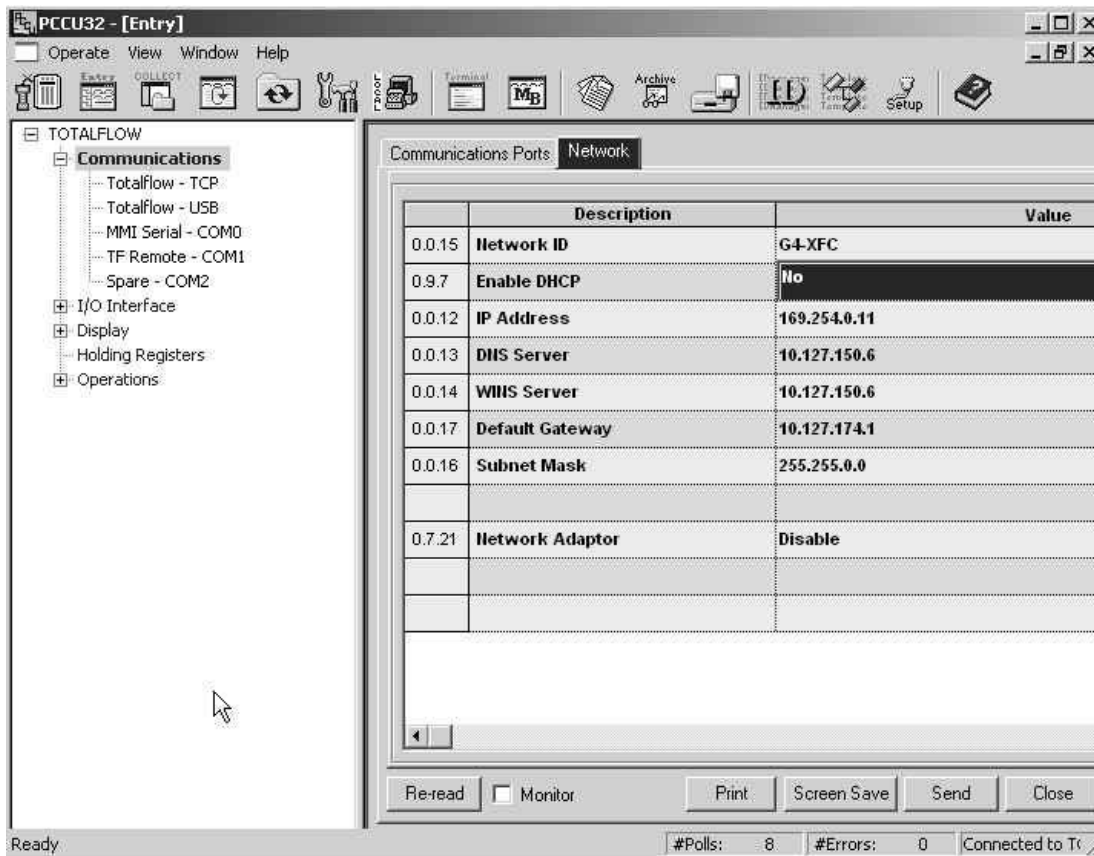 PCCU32 - [Entry]
Operate View Window Help
Entry
COLLECT
LOCAL
Terminal
MB
Archive
Setup
TOTALFLOW
Communications
Totalflow - TCP
Totalflow - USB
MMI Serial - COM0
TF Remote - COM1
Spare - COM2
I/O Interface
Display
Holding Registers
Operations
Communications Ports Network
Description Value
0.0.15 Network ID G4-XFC
0.9.7 Enable DHCP No
0.0.12 IP Address 169.254.0.11
0.0.13 DNS Server 10.127.150.6
0.0.14 WINS Server 10.127.150.6
0.0.17 Default Gateway 10.127.174.1
0.0.16 Subnet Mask 255.255.0.0
0.7.21 Network Adaptor Disable
Re-read Monitor Print Screen Save Send Close
Ready #Polls: 8 #Errors: 0 Connected to